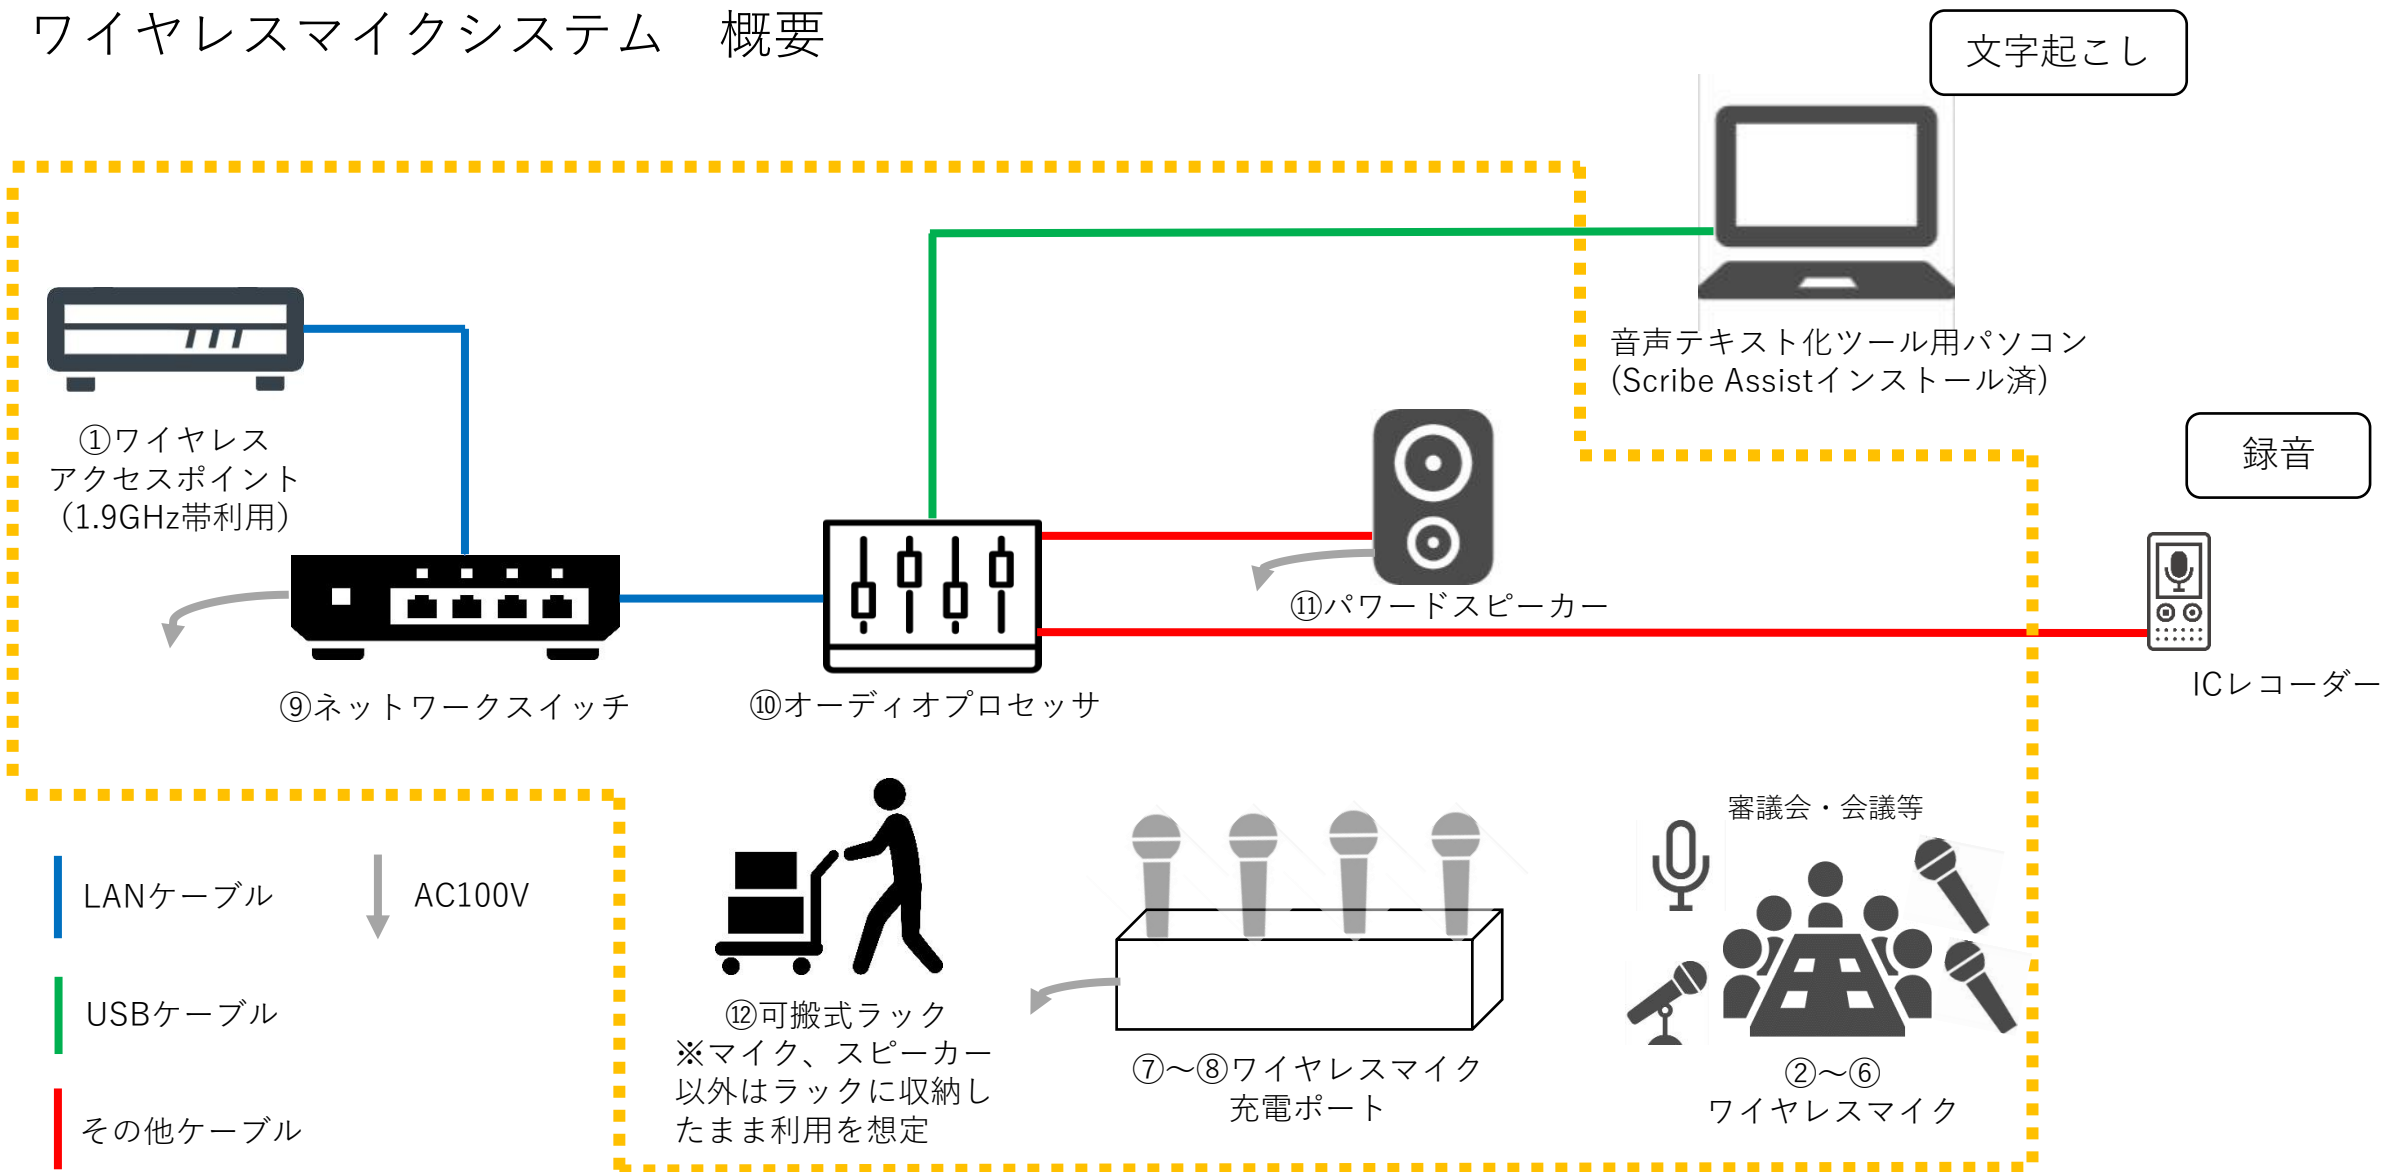 ワイヤレスマイクシステム　概要
文字起こし
音声テキスト化ツール用パソコン
(Scribe Assistインストール済)
①ワイヤレス
アクセスポイント
(1.9GHz帯利用)
録音
⑪パワードスピーカー
ICレコーダー
⑨ネットワークスイッチ
⑩オーディオプロセッサ
審議会・会議等
LANケーブル
AC100V
USBケーブル
その他ケーブル
⑫可搬式ラック
※マイク、スピーカー
以外はラックに収納し
たまま利用を想定
⑦～⑧ワイヤレスマイク
充電ポート
②～⑥
ワイヤレスマイク